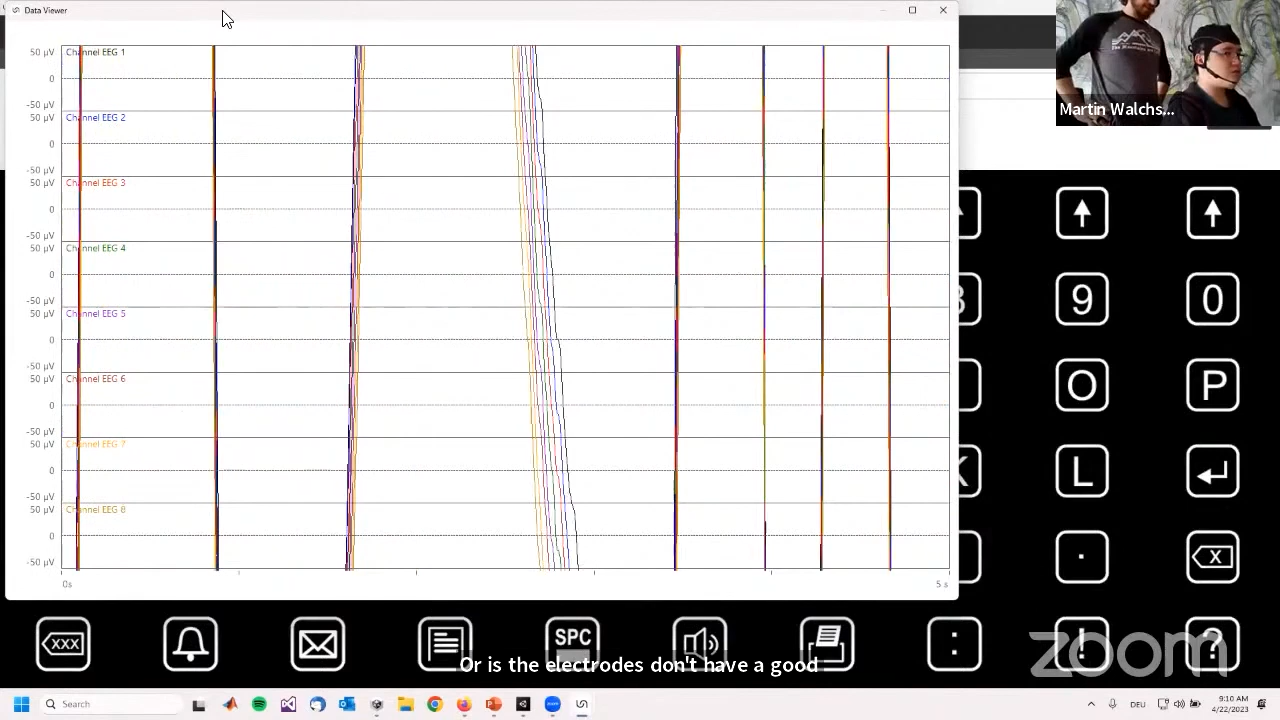 Data Viewer
50 µV
Channel EEG 1
0
-50 µV
50 µV
Channel EEG 2
0
-50 µV
50 µV
Channel EEG 3
0
-50 µV
50 µV
Channel EEG 4
0
-50 µV
50 µV
Channel EEG 5
0
-50 µV
50 µV
Channel EEG 6
0
-50 µV
50 µV
Channel EEG 7
0
-50 µV
50 µV
Channel EEG 8
0
-50 µV
0s
5 s
Martin Walchs...
9 0
O P
K L
.
X
XXX
SPC
: ! ?
Or is the electrodes don't have a good
zoom
Search
DEU
9:10 AM
4/22/2023